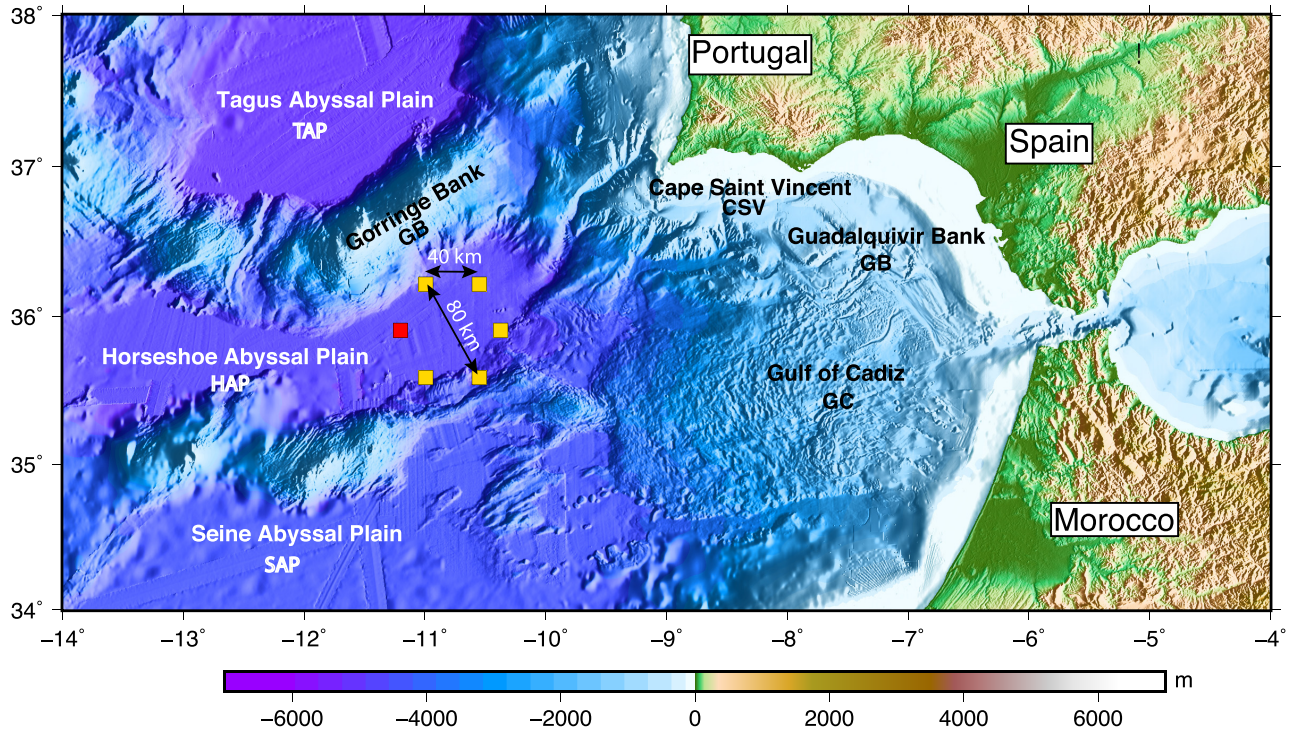 38°
37°
36°
35°
34°
Portugal
!
Tagus Abyssal Plain
TAP
Spain
Gorringe Bank
GB
Cape Saint Vincent
CSV
Guadalquivir Bank
GB
40 km
80 km
Horseshoe Abyssal Plain
HAP
Gulf of Cadiz
GC
Seine Abyssal Plain
SAP
Morocco
−14° −13° −12° −11° −10° −9° −8° −7° −6° −5° −4°
m
−6000 −4000 −2000 0 2000 4000 6000